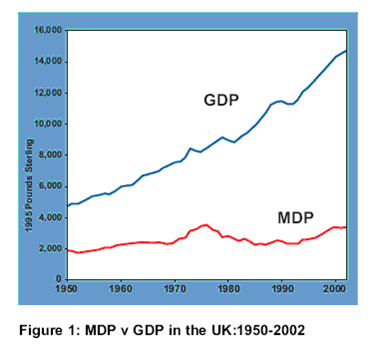 16,000
14,000
12,000
10,000
8,000
6,000
4,000
2,000
0
1995 Pounds Sterling
GDP
MDP
1950 1960 1970 1980 1990 2000
Figure 1: MDP v GDP in the UK:1950-2002